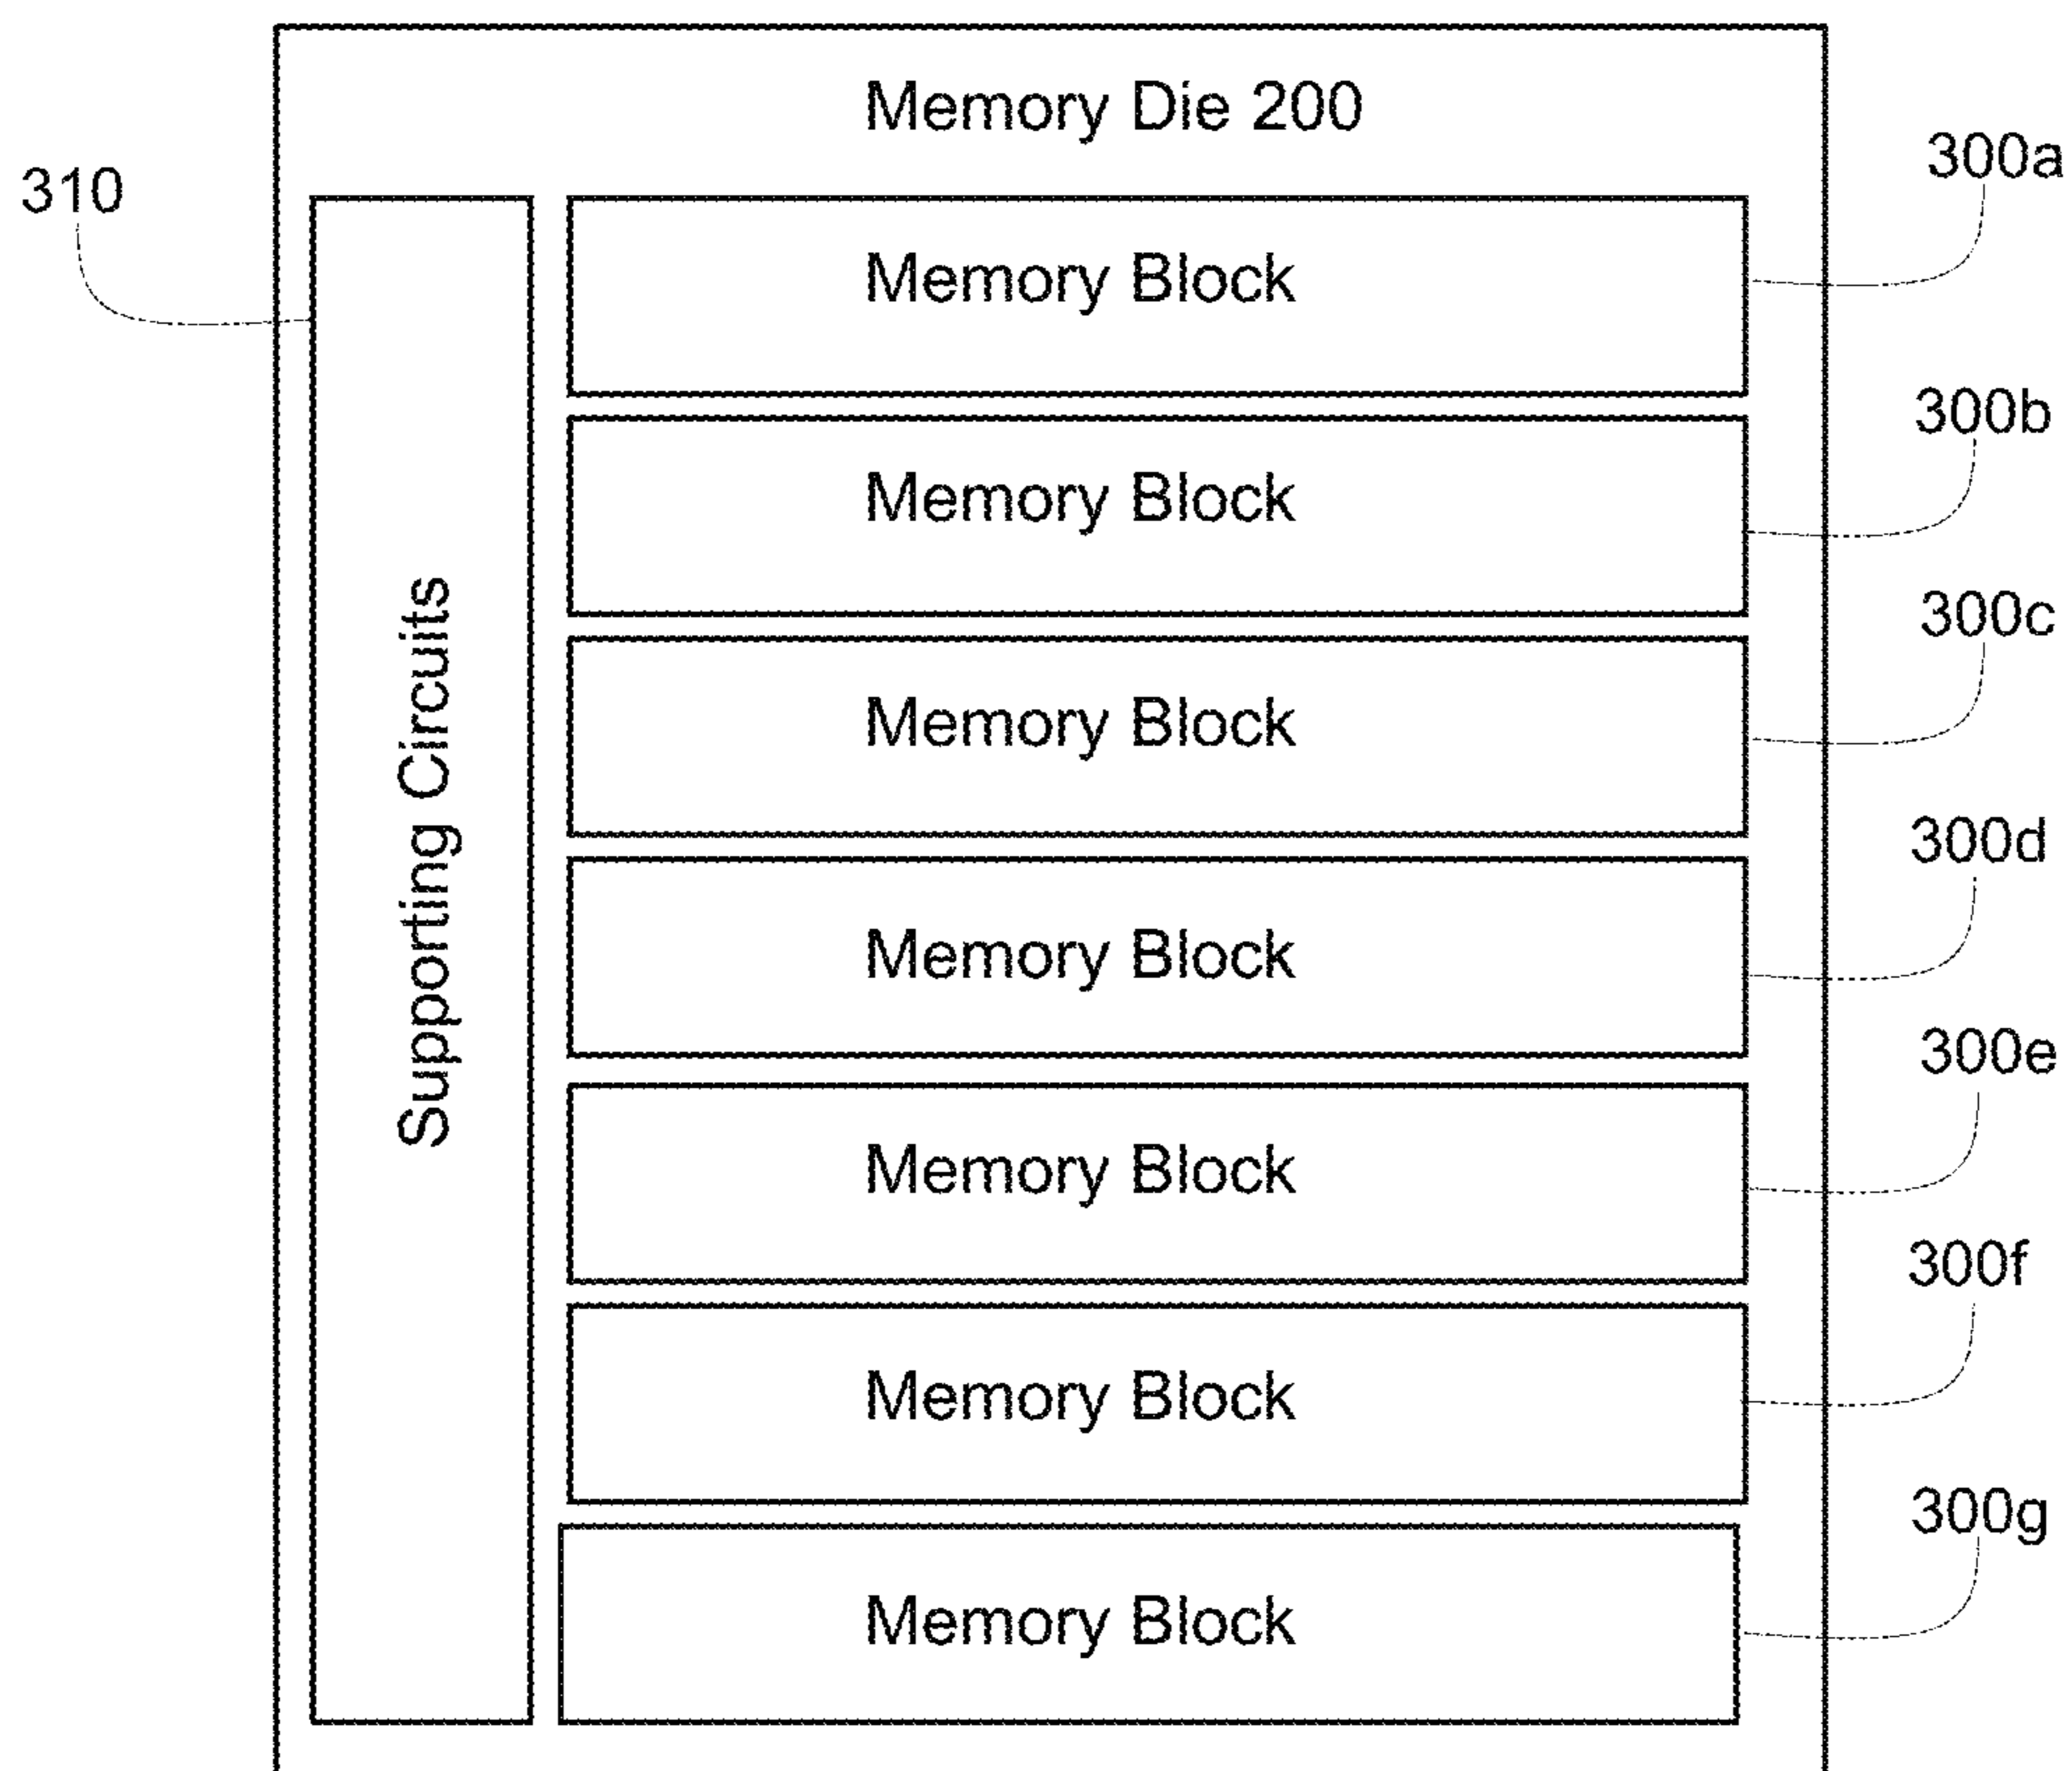 Memory Die 200
300a
310
Memory Block
300b
Memory Block
300c
Memory Block
Supporting Circuits
300d
Memory Block
300e
Memory Block
300f
Memory Block
300g
Memory Block